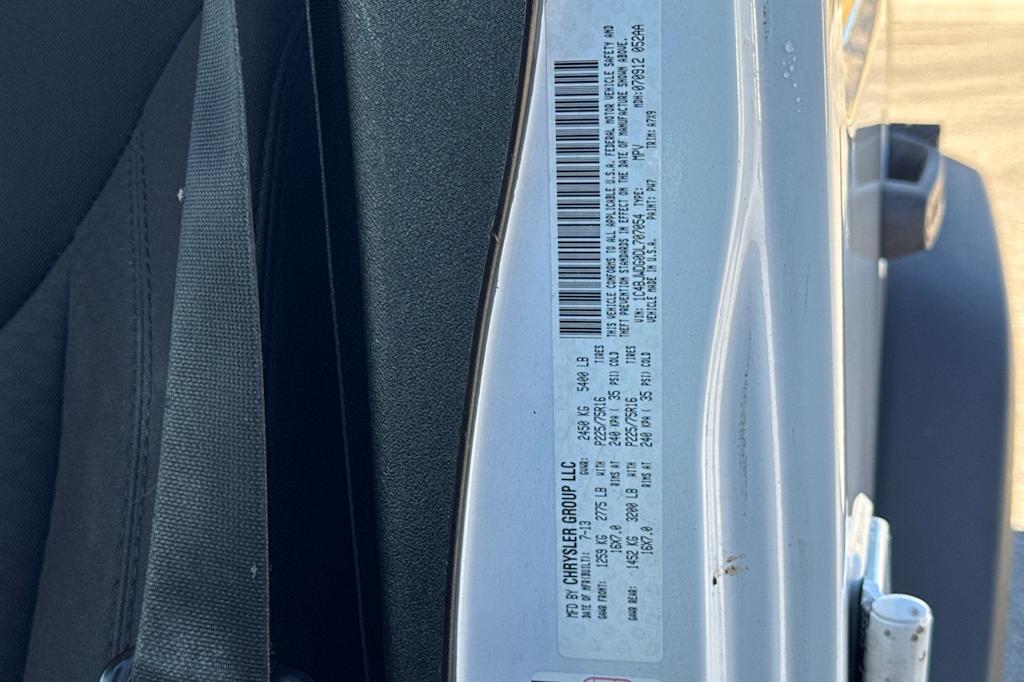 MFD BY CHRYSLER GROUP LLC
DATE OF MFR(BUILT): 7-13 GVWR: 2450 KG 5400 LB
GAWR FRONT: 1259 KG 2775 LB WITH P225/75R16 TIRES
16X7.0 RIMS AT 240 KPA ( 35 PSI) COLD
GAWR REAR: 1452 KG 3200 LB WITH P225/75R16 TIRES
16X7.0 RIMS AT 240 KPA ( 35 PSI) COLD
THIS VEHICLE CONFORMS TO ALL APPLICABLE U.S.A. FEDERAL MOTOR VEHICLE SAFETY AND
THEFT PREVENTION STANDARDS IN EFFECT ON THE DATE OF MANUFACTURE SHOWN ABOVE.
VIN: 1C4BJWDG0DL707054 TYPE: MPV MDH:070912 052AA
VEHICLE MADE IN U.S.A. PAINT: PW7 TRIM: A7X9